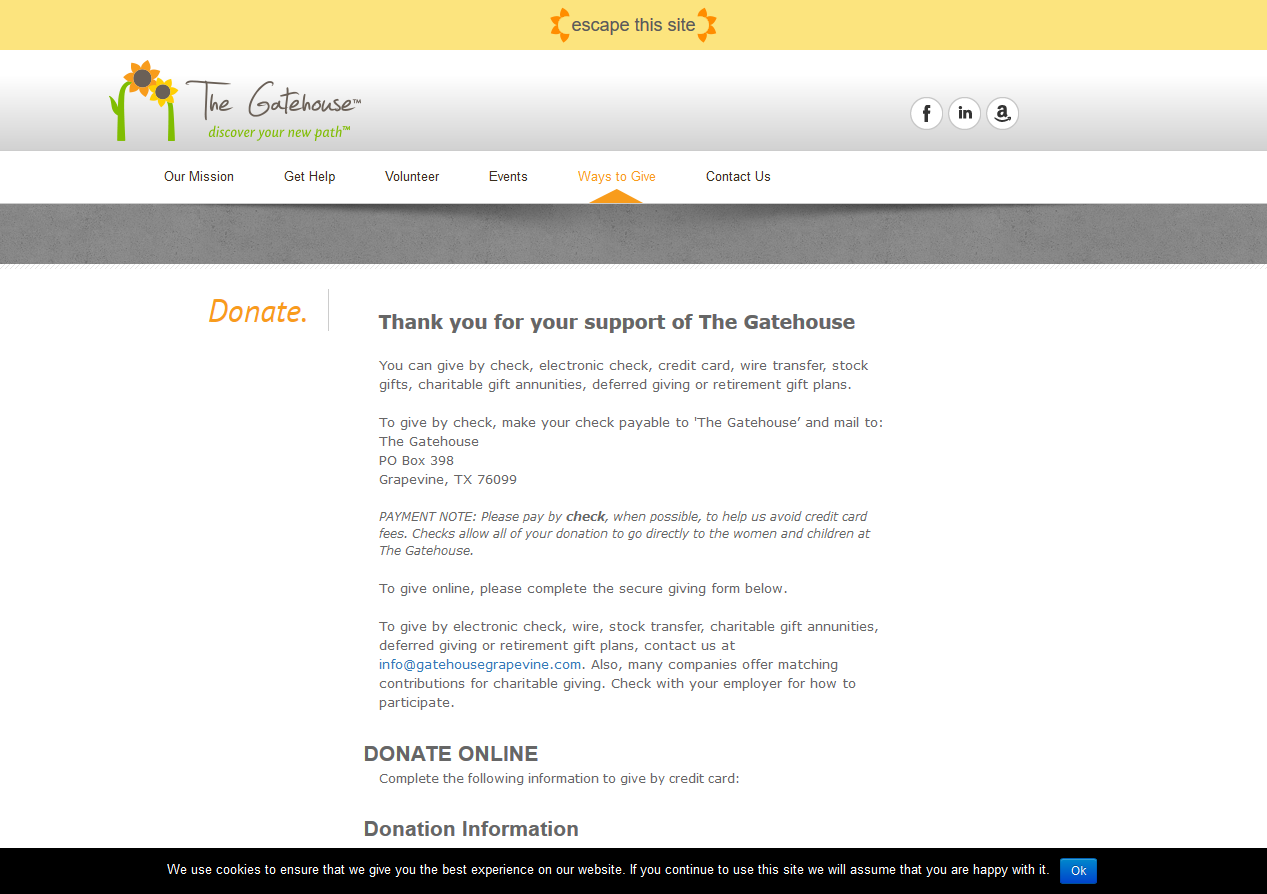 escape this site
The Gatehouse™
discover your new path™
Our Mission Get Help Volunteer Events Ways to Give Contact Us
Donate.
Thank you for your support of The Gatehouse
You can give by check, electronic check, credit card, wire transfer, stock
gifts, charitable gift annunities, deferred giving or retirement gift plans.
To give by check, make your check payable to 'The Gatehouse’ and mail to:
The Gatehouse
PO Box 398
Grapevine, TX 76099
PAYMENT NOTE: Please pay by check, when possible, to help us avoid credit card
fees. Checks allow all of your donation to go directly to the women and children at
The Gatehouse.
To give online, please complete the secure giving form below.
To give by electronic check, wire, stock transfer, charitable gift annunities,
deferred giving or retirement gift plans, contact us at
info@gatehousegrapevine.com. Also, many companies offer matching
contributions for charitable giving. Check with your employer for how to
participate.
DONATE ONLINE
Complete the following information to give by credit card:
Donation Information
We use cookies to ensure that we give you the best experience on our website. If you continue to use this site we will assume that you are happy with it. Ok